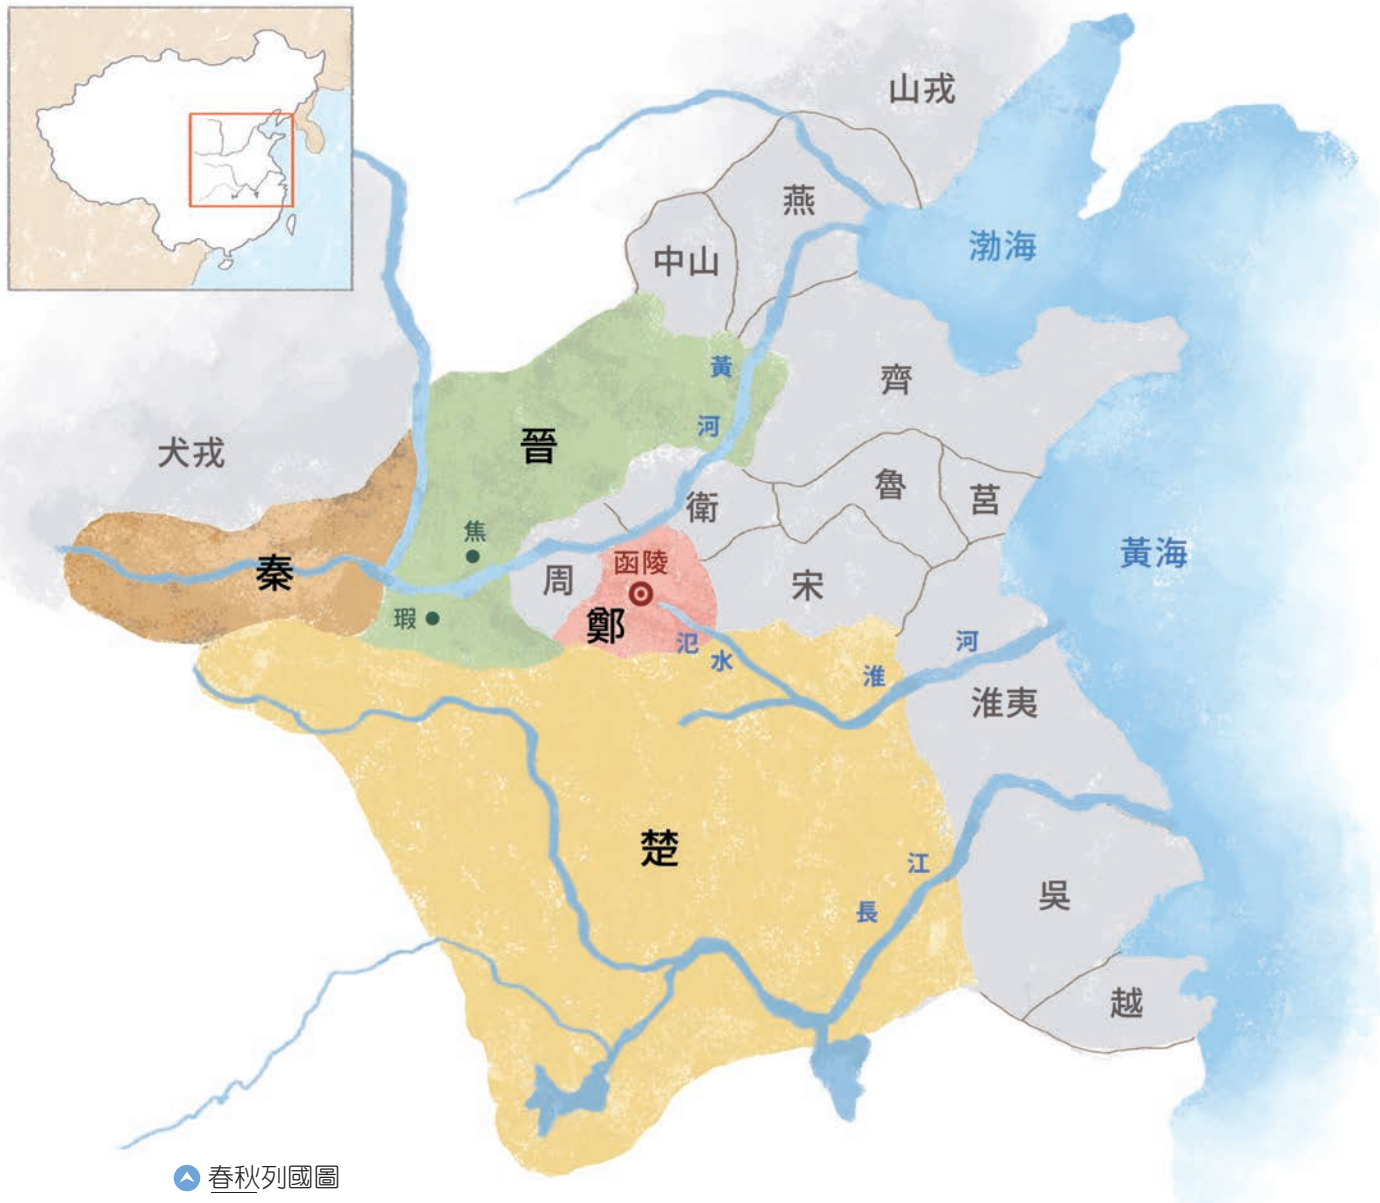 山戎
燕
中山
渤海
黃
河
齊
晉
犬戎
魯
莒
衛
焦
秦
周
函陵
宋
黃海
瑕
鄭
氾
水
淮
河
淮夷
楚
江
長
吳
越
春秋列國圖